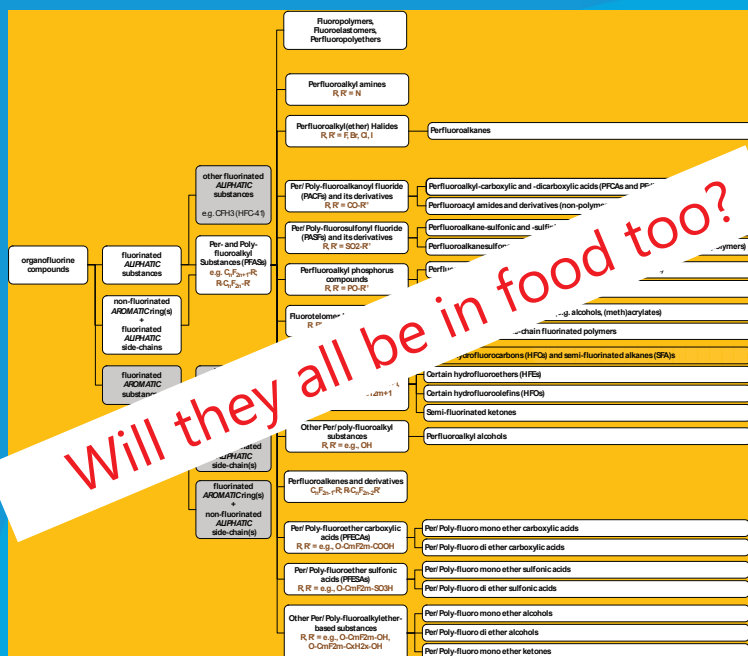 organofluorine
compounds
fluorinated
ALIPHATIC
substances
non-fluorinated
AROMATIC ring(s)
+
fluorinated
ALIPHATIC
side-chains
fluorinated
AROMATIC
other fluorinated
ALIPHATIC
substances
e.g. CFH3 (HFC-41)
Per- and Poly-
fluoroalkyl
Substances (PFASs)
e.g. CnF2n+1-R;
R-CnF2n-R'
side-chain(s)
fluorinated
AROMATIC ring(s)
+
non-fluorinated
ALIPHATIC
side-chain(s)
Fluoropolymers,
Fluoroelastomers,
Perfluoropolyethers
Perfluoroalkyl amines
R, R' = N
Perfluoroalkyl(ether) Halides
R, R' = F, Br, Cl, I
Perfluoroalkanes
Per/ Poly-fluoroalkanoyl fluoride
(PACFs) and its derivatives
R, R' = CO-R''
Perfluoroalkyl-carboxylic and -dicarboxylic acids (PFCAs and
Perfluoroacyl amides and derivatives
Per/ Poly-fluorosulfonyl fluoride
(PASFs) and its derivatives
R, R' = SO2-R''
Perfluoroalkane-sulfonic and
Perfluoroalkyl phosphorus
compounds
R, R' = PO-R''
alcohols, (meth)acrylates)
fluorinated polymers
(HFOs) and semi-fluorinated alkanes (SFA)s
Certain hydrofluoroethers (HFEs)
Certain hydrofluoroolefins (HFOs)
Semi-fluorinated ketones
Other Per/ poly-fluoroalkyl
substances
R, R' = e.g., OH
Perfluoroalkyl alcohols
Perfluoroalkenes and derivatives
CnF2n-1-R; R-CnF2n-2-R'
Per/ Poly-fluoroether carboxylic
acids (PFECAs)
R, R' = e.g., O-CmF2m-COOH
Per/ Poly-fluoro mono ether carboxylic acids
Per/ Poly-fluoro di ether carboxylic acids
Per/ Poly-fluoroether sulfonic
acids (PFESAs)
R, R' = e.g., O-CmF2m-SO3H
Per/ Poly-fluoro mono ether sulfonic acids
Per/ Poly-fluoro di ether sulfonic acids
Other Per/ Poly-fluoroalkylether-
based substances
R, R' = e.g., O-CmF2m-OH,
O-CmF2m-CxH2x-OH
Per/ Poly-fluoro mono ether alcohols
Per/ Poly-fluoro di ether alcohols
Per/ Poly-fluoro mono ether ketones
Will they all be in food too?